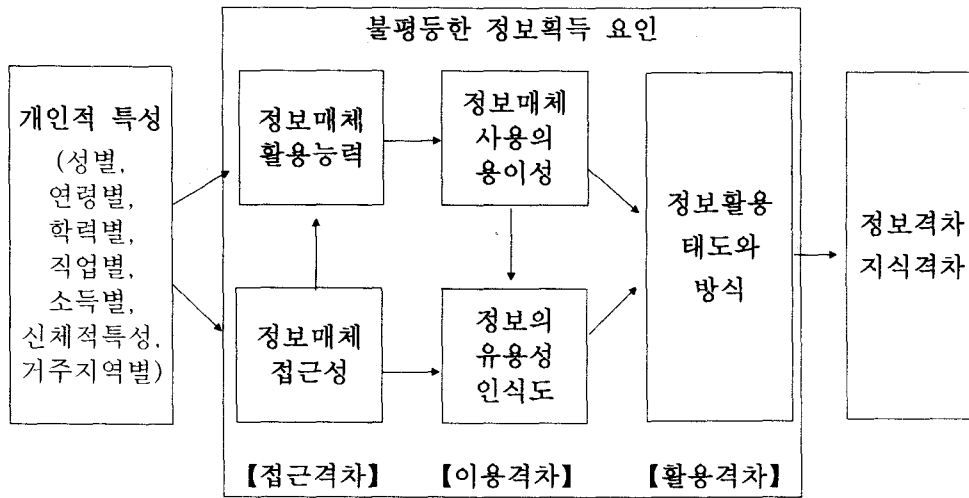 불평등한 정보획득 요인
개인적 특성
(성별,
연령별,
학력별,
직업별,
소득별,
신체적특성,
거주지역별)
정보매체
활용능력
정보매체
접근성
정보매체
사용의
용이성
정보의
유용성
인식도
정보활용
태도와
방식
정보격차
지식격차
【접근격차】
【이용격차】
【활용격차】